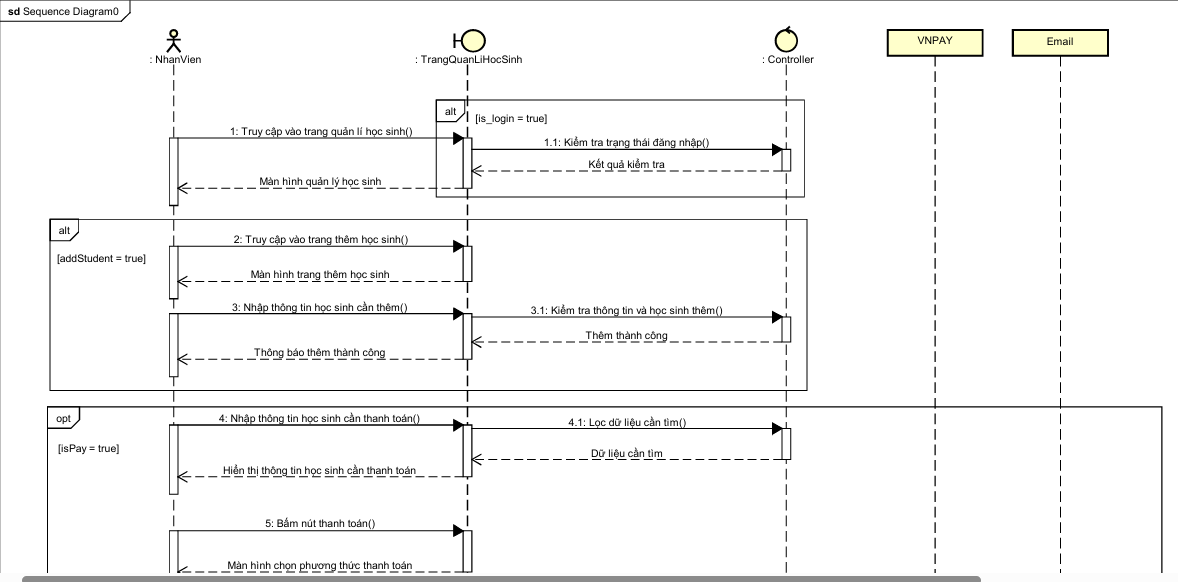 sd Sequence Diagram0
: NhanVien
: TrangQuanLiHocSinh
: Controller
VNPAY
Email
alt
[is_login = true]
1: Truy cập vào trang quản lí học sinh()
1.1: Kiểm tra trạng thái đăng nhập()
Kết quả kiểm tra
Màn hình quản lý học sinh
alt
[addStudent = true]
2: Truy cập vào trang thêm học sinh()
Màn hình trang thêm học sinh
3: Nhập thông tin học sinh cần thêm()
3.1: Kiểm tra thông tin và học sinh thêm()
Thêm thành công
Thông báo thêm thành công
opt
[isPay = true]
4: Nhập thông tin học sinh cần thanh toán()
4.1: Lọc dữ liệu cần tìm()
Dữ liệu cần tìm
Hiển thị thông tin học sinh cần thanh toán
5: Bấm nút thanh toán()
Màn hình chọn phương thức thanh toán